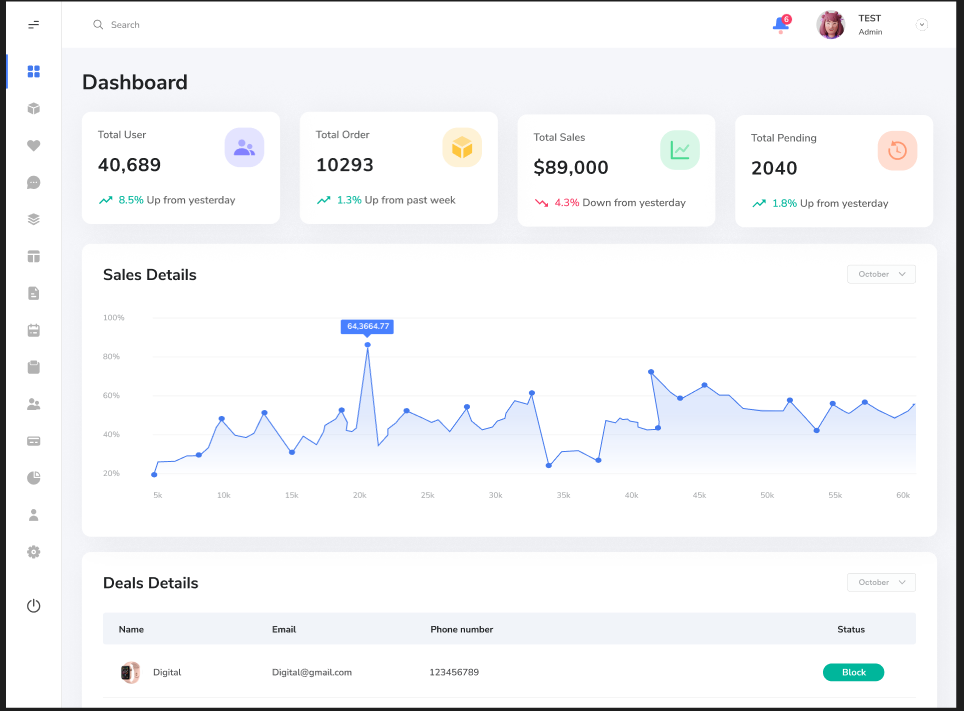 Search
6
TEST
Admin
Dashboard
Total User
40,689
8.5% Up from yesterday
Total Order
10293
1.3% Up from past week
Total Sales
$89,000
4.3% Down from yesterday
Total Pending
2040
1.8% Up from yesterday
Sales Details
October
100%
80%
60%
40%
20%
64,3664.77
5k 10k 15k 20k 25k 30k 35k 40k 45k 50k 55k 60k
Deals Details
October
Name Email Phone number Status
Digital Digital@gmail.com 123456789 Block